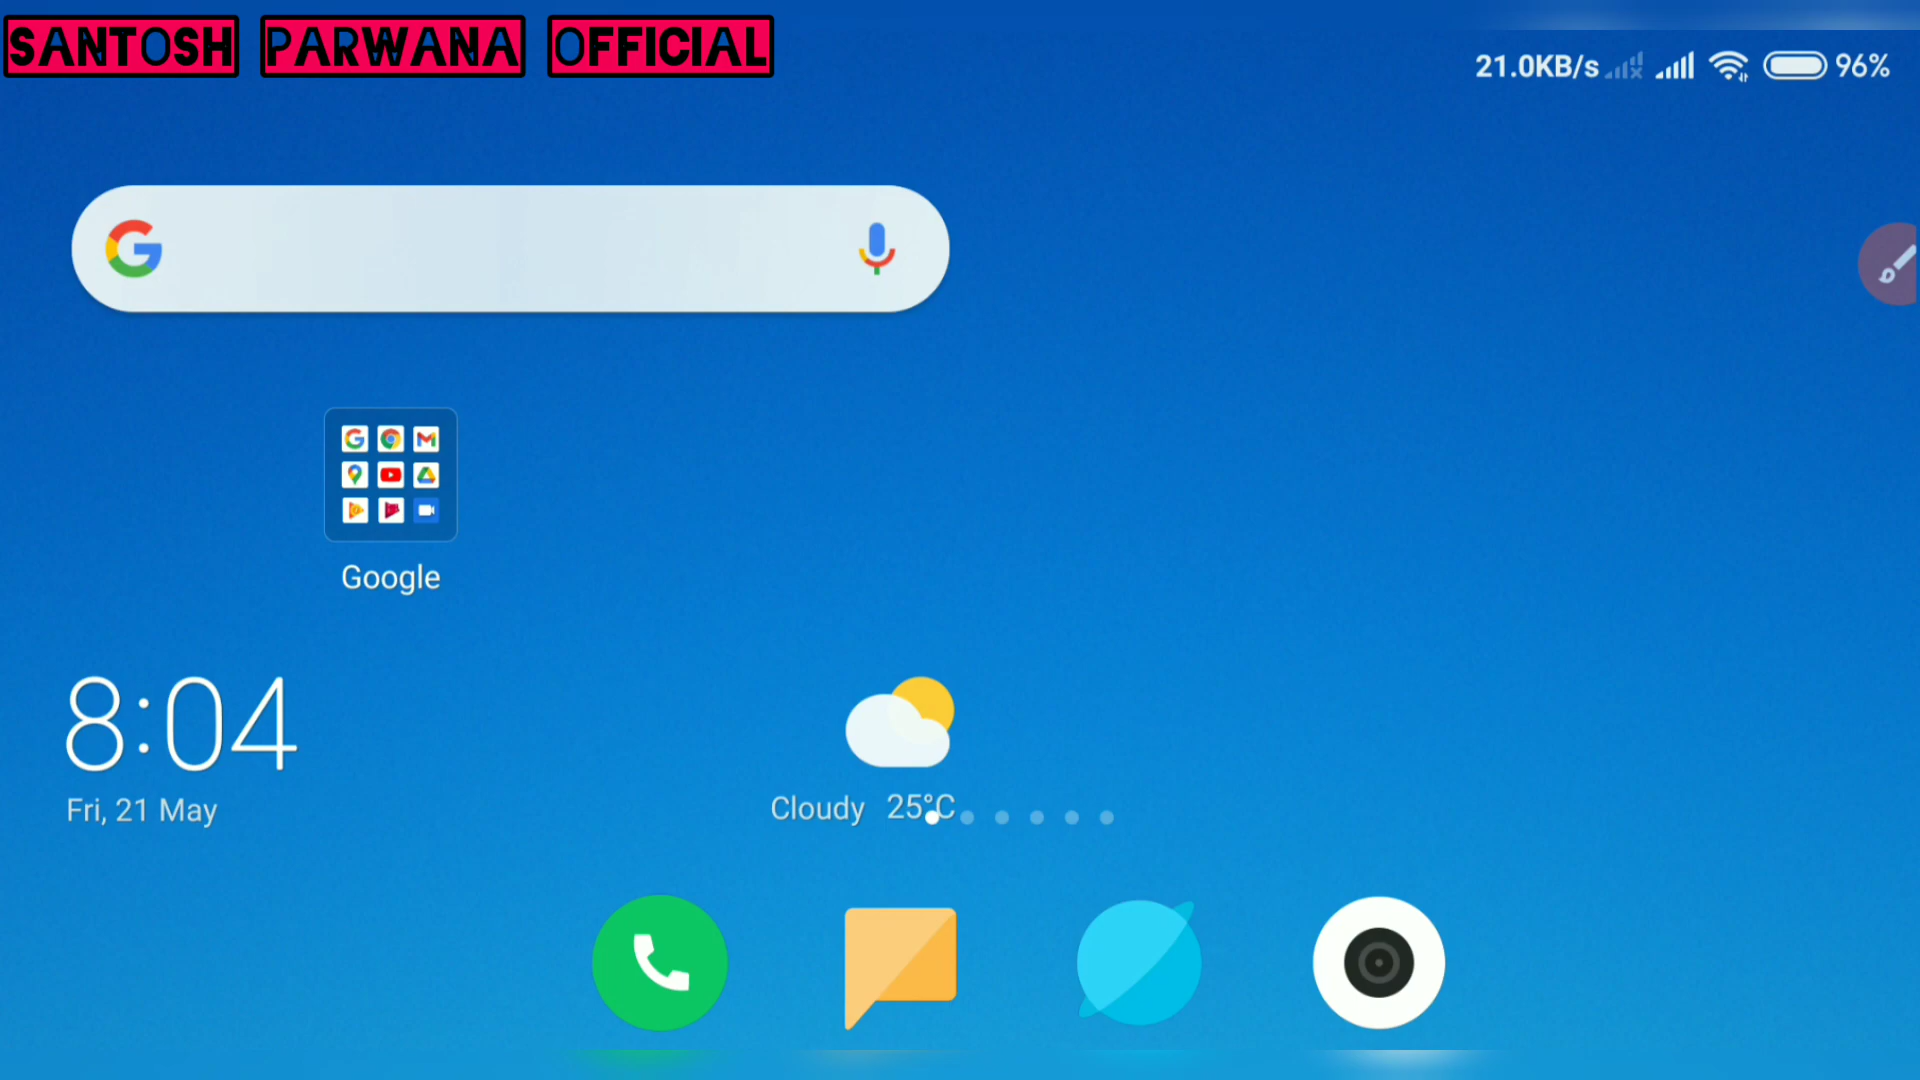 SANTOSH PARWANA OFFICIAL
21.0KB/s 96%
Google
8:04
Fri, 21 May
Cloudy 25°C